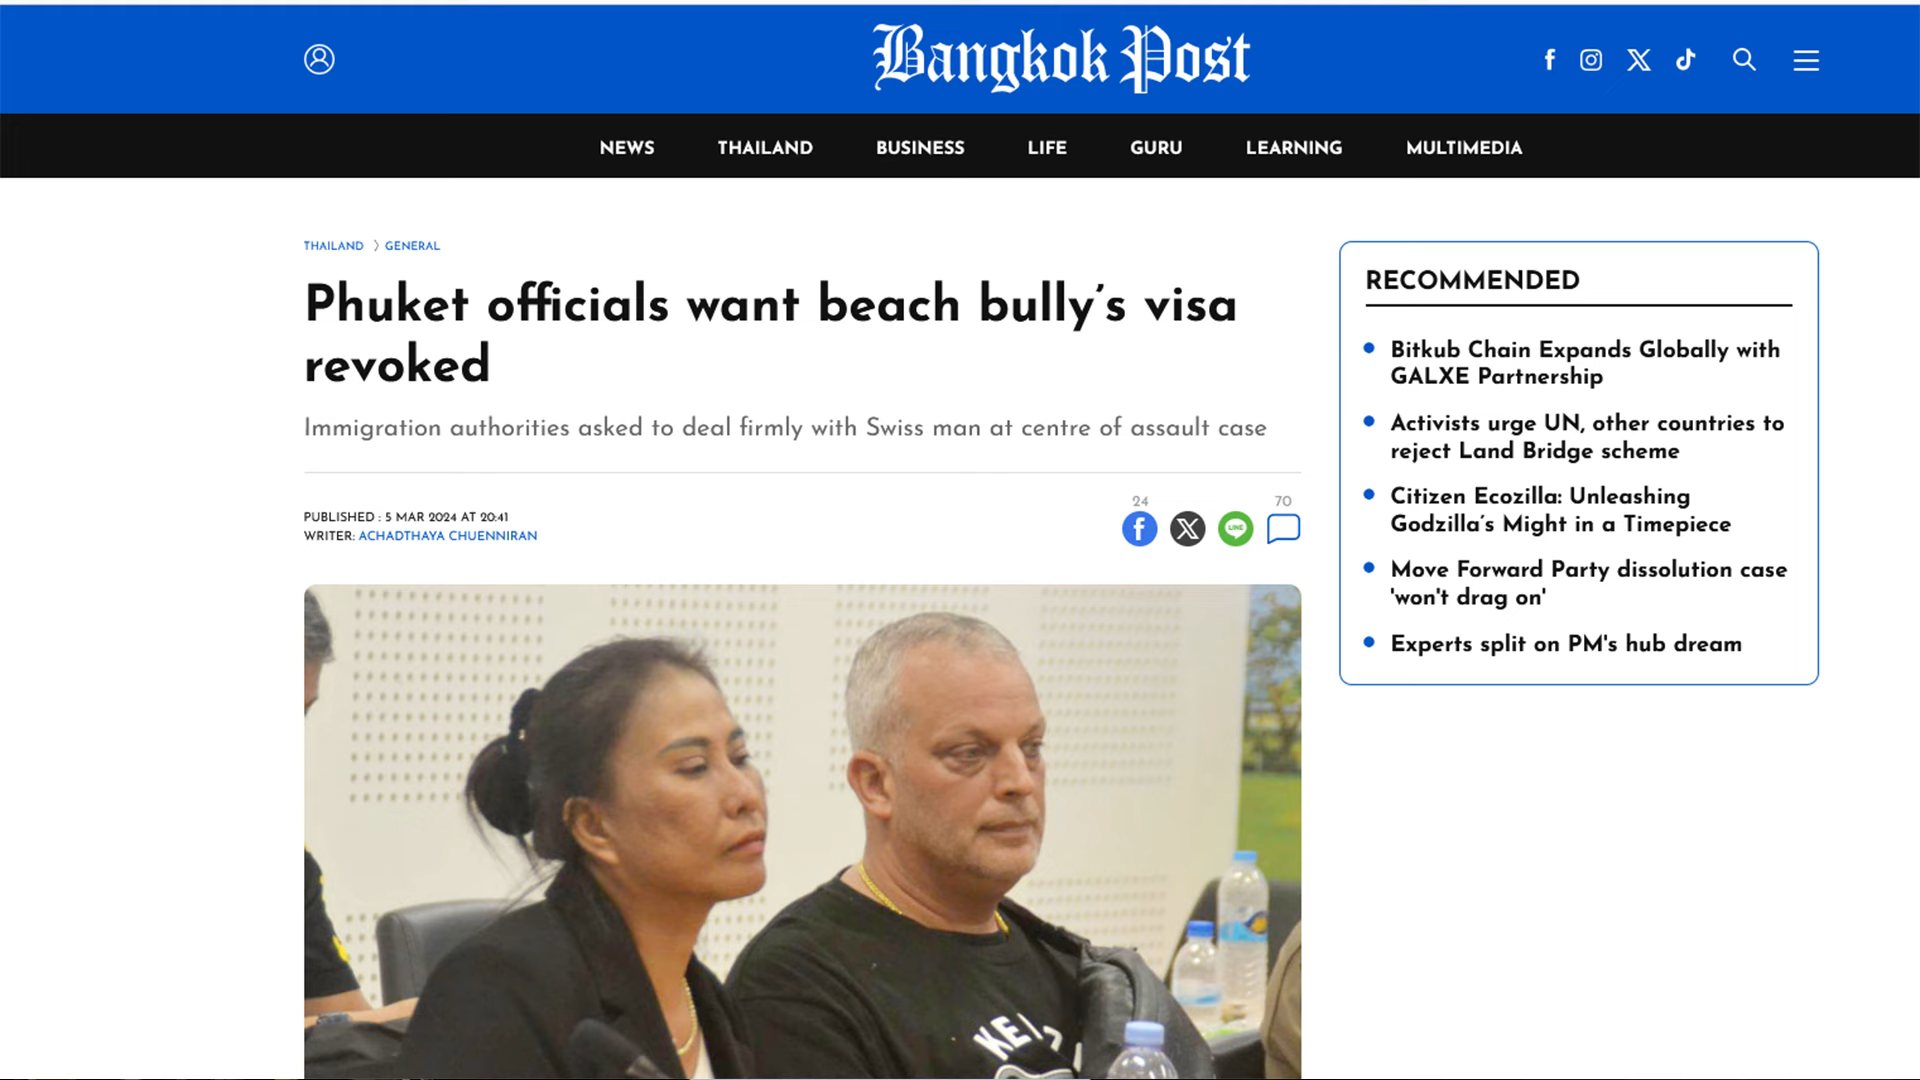 Bangkok Post
NEWS THAILAND BUSINESS LIFE GURU LEARNING MULTIMEDIA
THAILAND > GENERAL
Phuket officials want beach bully’s visa
revoked
Immigration authorities asked to deal firmly with Swiss man at centre of assault case
PUBLISHED : 5 MAR 2024 AT 20:41
WRITER: ACHADTHAYA CHUENNIRAN
24
70
LINE
RECOMMENDED
Bitkub Chain Expands Globally with
GALXE Partnership
Activists urge UN, other countries to
reject Land Bridge scheme
Citizen Ecozilla: Unleashing
Godzilla’s Might in a Timepiece
Move Forward Party dissolution case
'won't drag on'
Experts split on PM's hub dream